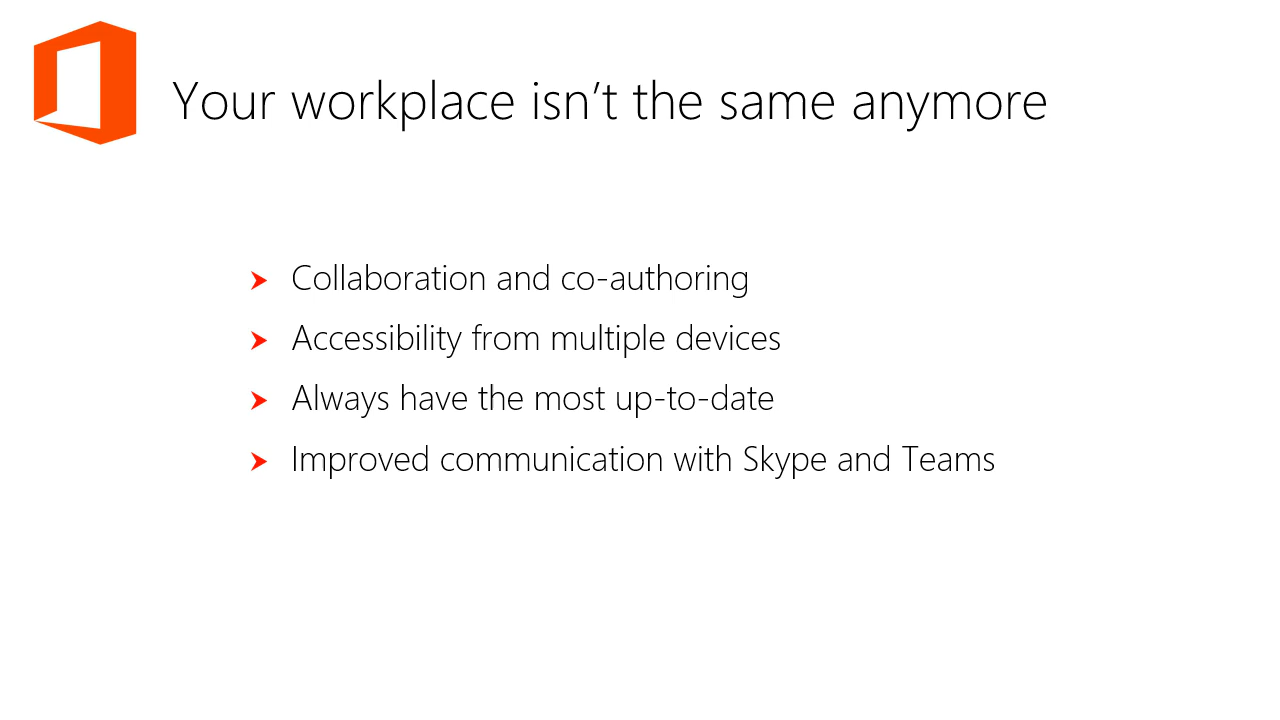 Your workplace isn’t the same anymore
Collaboration and co-authoring
Accessibility from multiple devices
Always have the most up-to-date
Improved communication with Skype and Teams